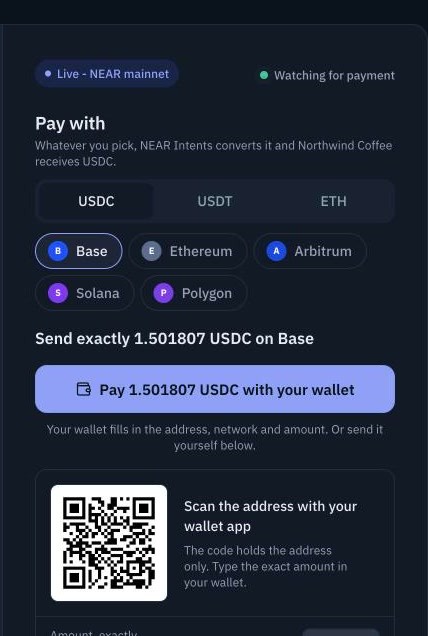 Live - NEAR mainnet
Watching for payment
Pay with
Whatever you pick, NEAR Intents converts it and Northwind Coffee
receives USDC.
USDC USDT ETH
B Base E Ethereum A Arbitrum
S Solana P Polygon
Send exactly 1.501807 USDC on Base
Pay 1.501807 USDC with your wallet
Your wallet fills in the address, network and amount. Or send it
yourself below.
Scan the address with your
wallet app
The code holds the address
only. Type the exact amount in
your wallet.
Amount, exactly